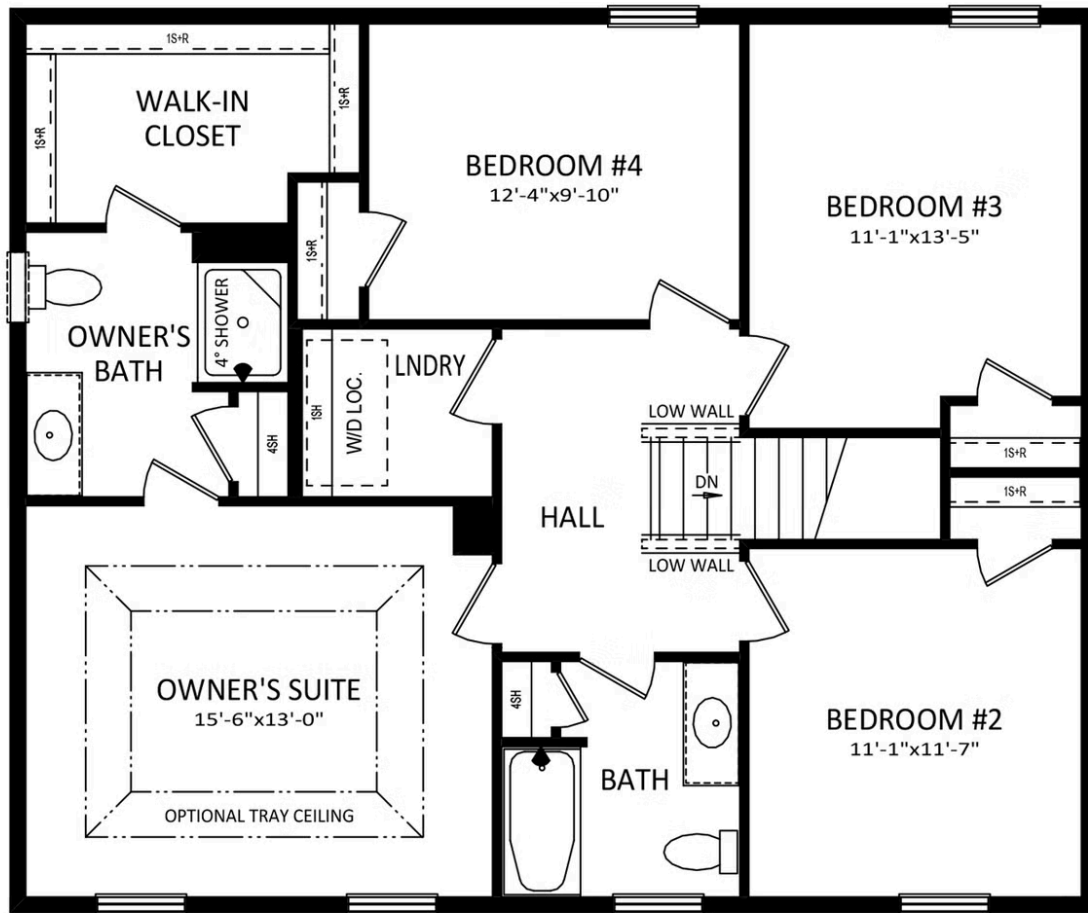 1S+R
WALK-IN
CLOSET
1S+R
1S+R
BEDROOM #4
12'-4"x9'-10"
BEDROOM #3
11'-1"x13'-5"
1S+R
OWNER'S
BATH
4° SHOWER
LNDRY
1SH
W/D LOC.
4SH
LOW WALL
DN
LOW WALL
HALL
1S+R
1S+R
OWNER'S SUITE
15'-6"x13'-0"
OPTIONAL TRAY CEILING
4SH
BATH
BEDROOM #2
11'-1"x11'-7"